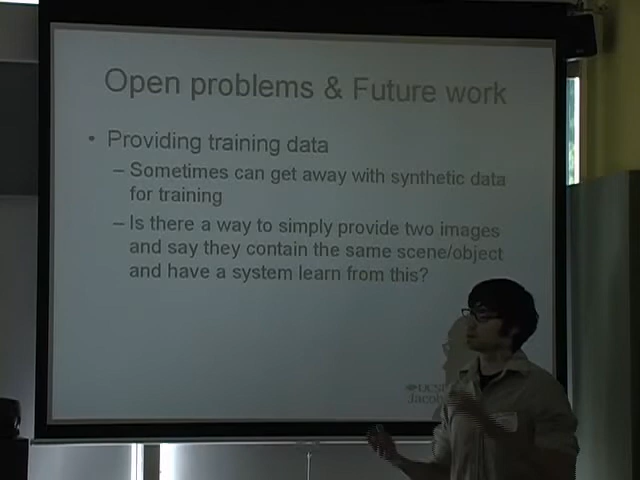 Open problems & Future work
• Providing training data
– Sometimes can get away with synthetic data
for training
– Is there a way to simply provide two images
and say they contain the same scene/object
and have a system learn from this?